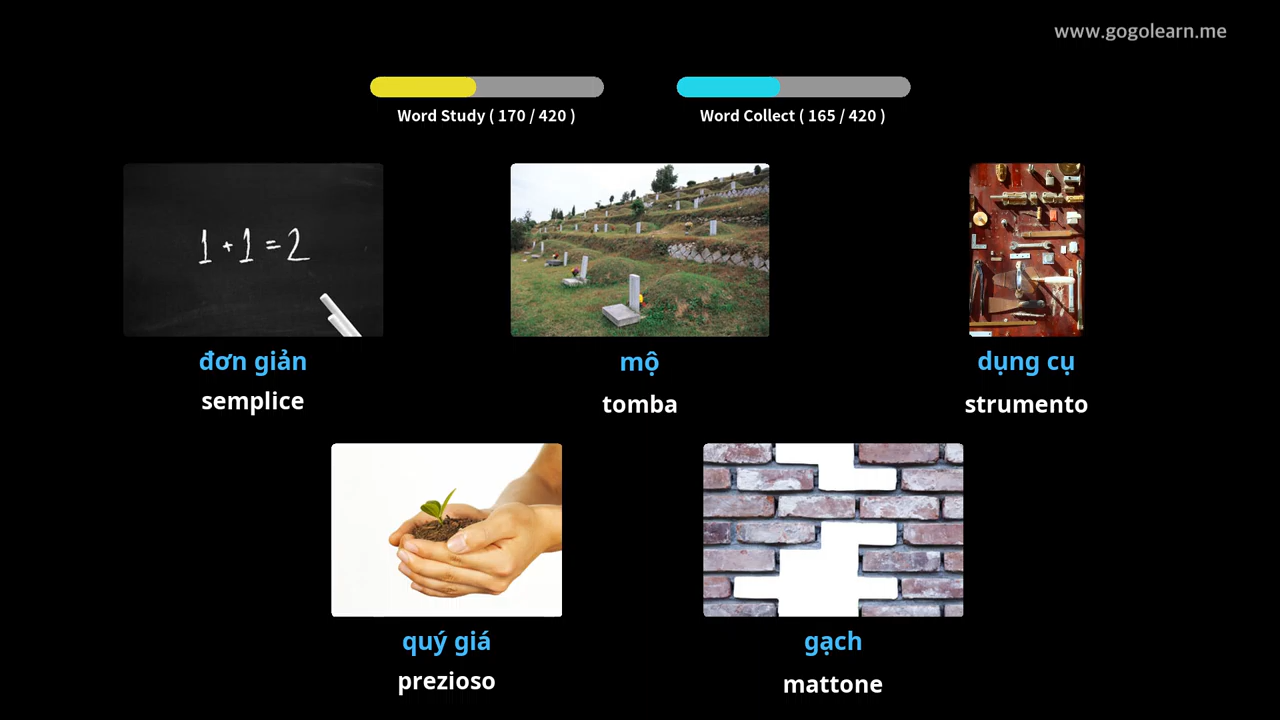 www.gogolearn.me
Word Study ( 170 / 420 )
Word Collect ( 165 / 420 )
1 + 1 = 2
đơn giản
semplice
mộ
tomba
dụng cụ
strumento
quý giá
prezioso
gạch
mattone